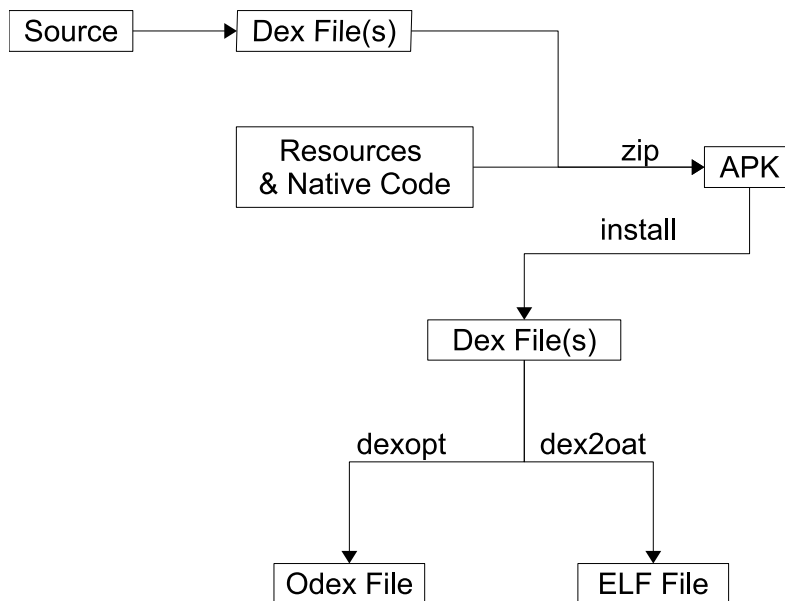 Source
Dex File(s)
Resources
& Native Code
zip
APK
install
Dex File(s)
dexopt
dex2oat
Odex File
ELF File